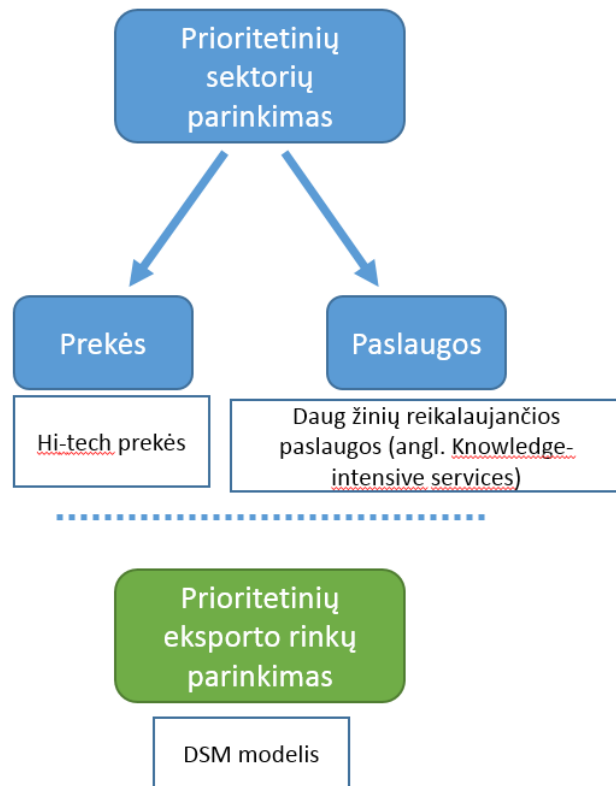 Prioritetinių
sektorių
parinkimas
Prekės
Paslaugos
Hi-tech prekės
Daug žinių reikalaujančios
paslaugos (angl. Knowledge-
intensive services)
Prioritetinių
eksporto rinkų
parinkimas
DSM modelis